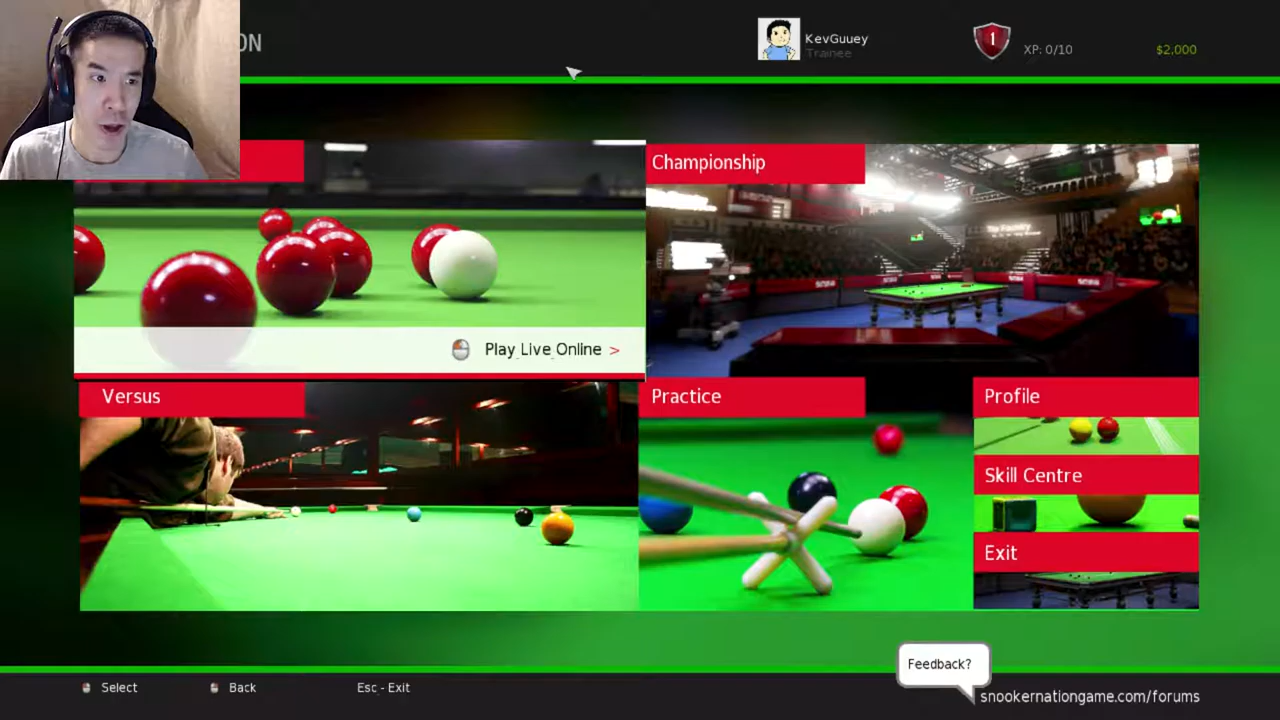 ON
KevGuuey
Trainee
1
XP: 0/10
$2,000
Championship
Play Live Online >
Versus
Practice
Profile
Skill Centre
Exit
Feedback?
Select
Back
Esc - Exit
snookernationgame.com/forums